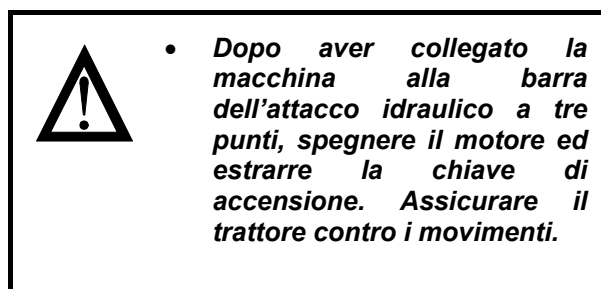 • Dopo aver collegato la
macchina alla barra
dell’attacco idraulico a tre
punti, spegnere il motore ed
estrarre la chiave di
accensione. Assicurare il
trattore contro i movimenti.